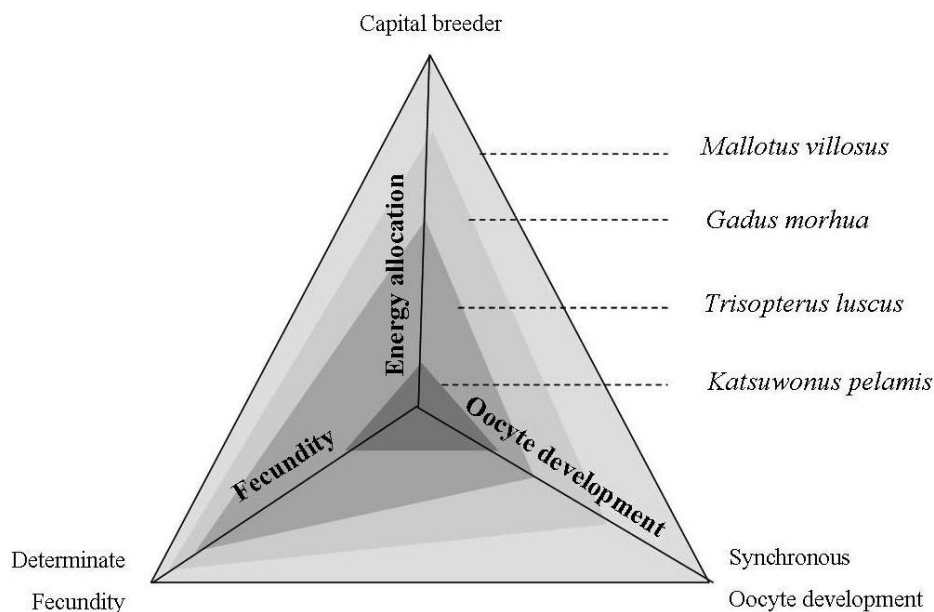 Capital breeder
Mallotus villosus
Gadus morhua
Energy allocation
Trisopterus luscus
Katsuwonus pelamis
Oocyte development
Fecundity
Determinate
Fecundity
Synchronous
Oocyte development